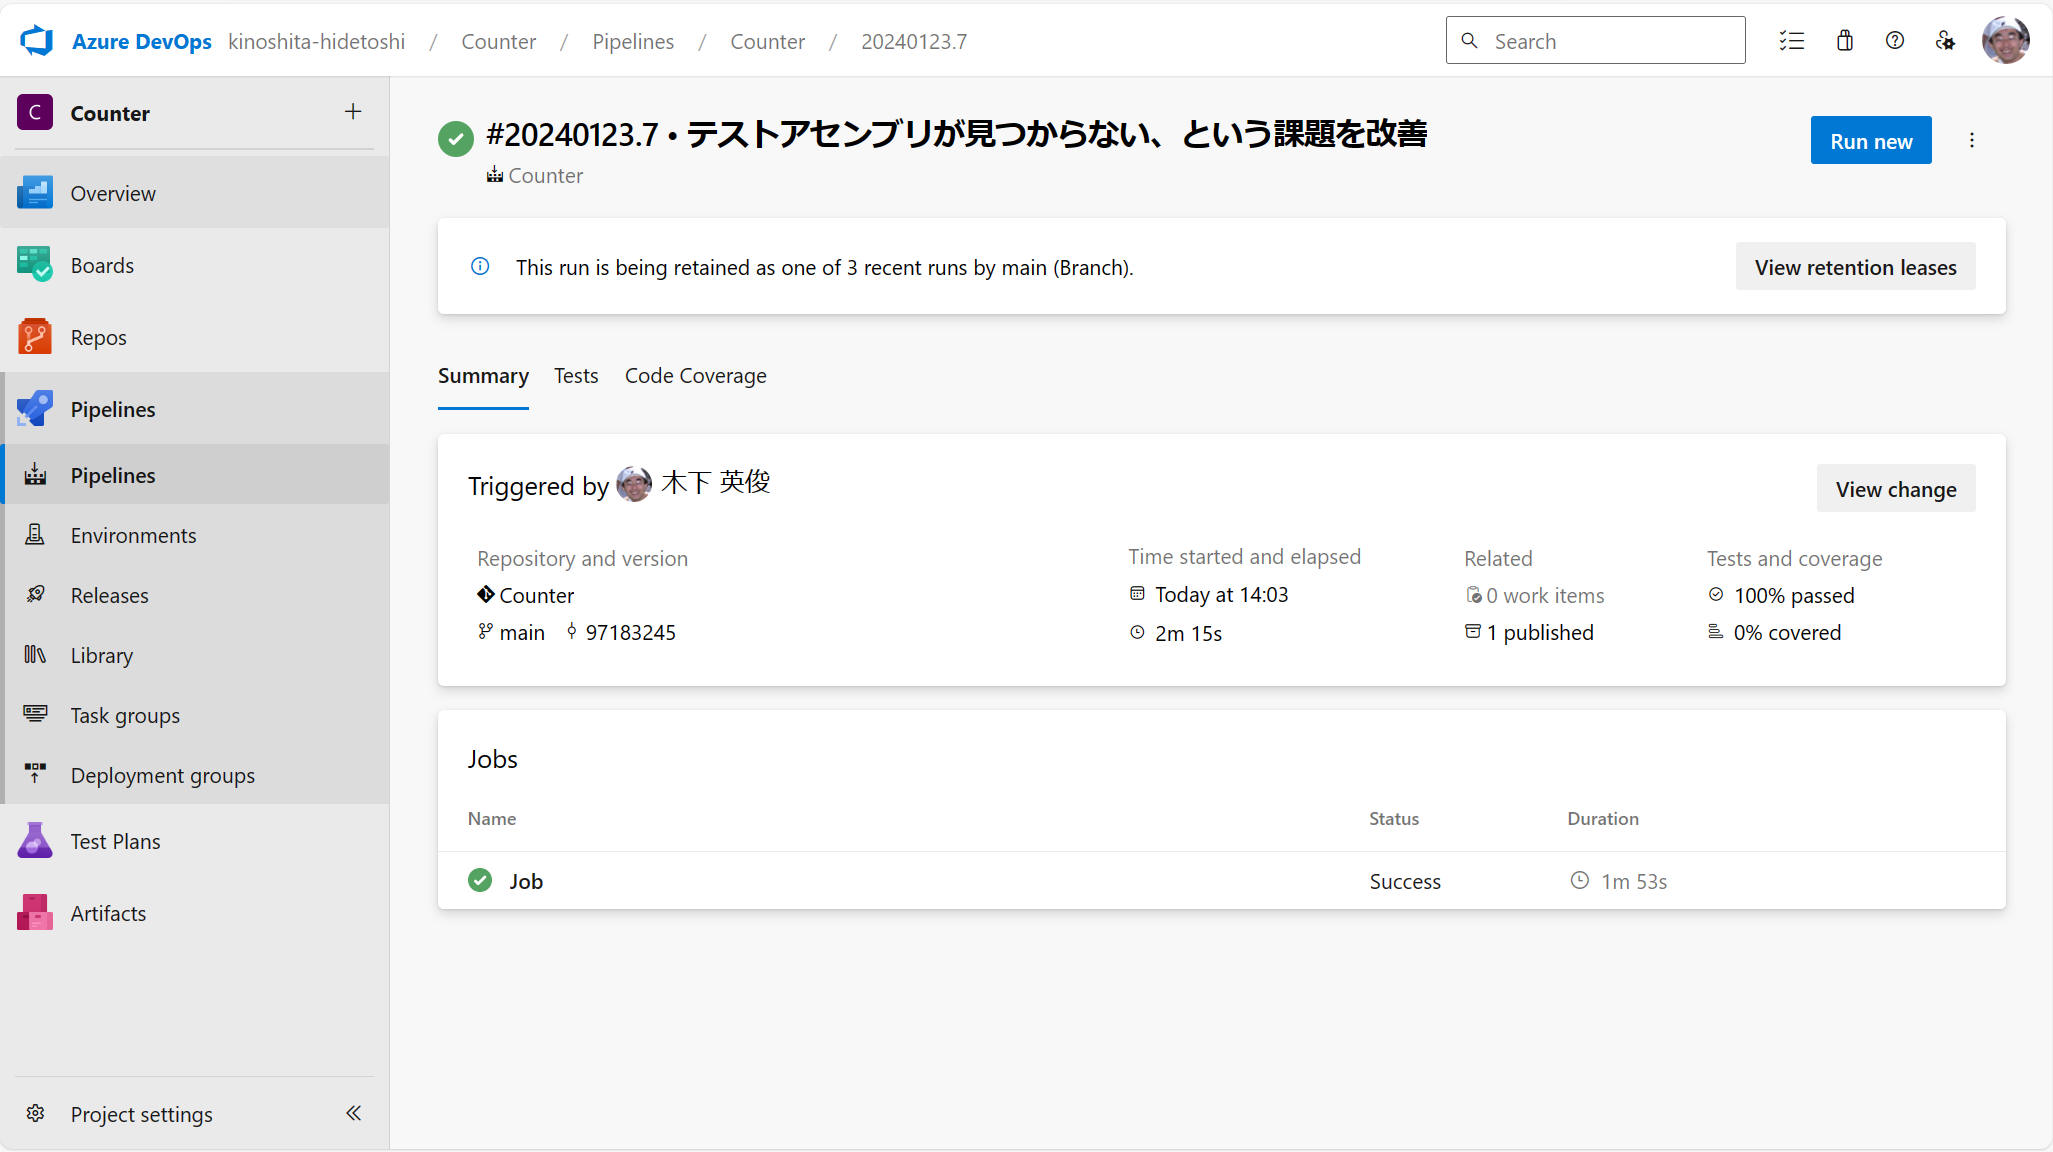 Azure DevOps kinoshita-hidetoshi / Counter / Pipelines / Counter / 20240123.7
Search
C Counter
Overview
Boards
Repos
Pipelines
Pipelines
Environments
Releases
Library
Task groups
Deployment groups
Test Plans
Artifacts
Project settings
#20240123.7 • テストアセンブリが見つからない、という課題を改善
Counter
Run new
This run is being retained as one of 3 recent runs by main (Branch).
View retention leases
Summary Tests Code Coverage
Triggered by 木下 英俊
View change
Repository and version
Counter
main 97183245
Time started and elapsed
Today at 14:03
2m 15s
Related
0 work items
1 published
Tests and coverage
100% passed
0% covered
Jobs
Name Status Duration
Job Success 1m 53s